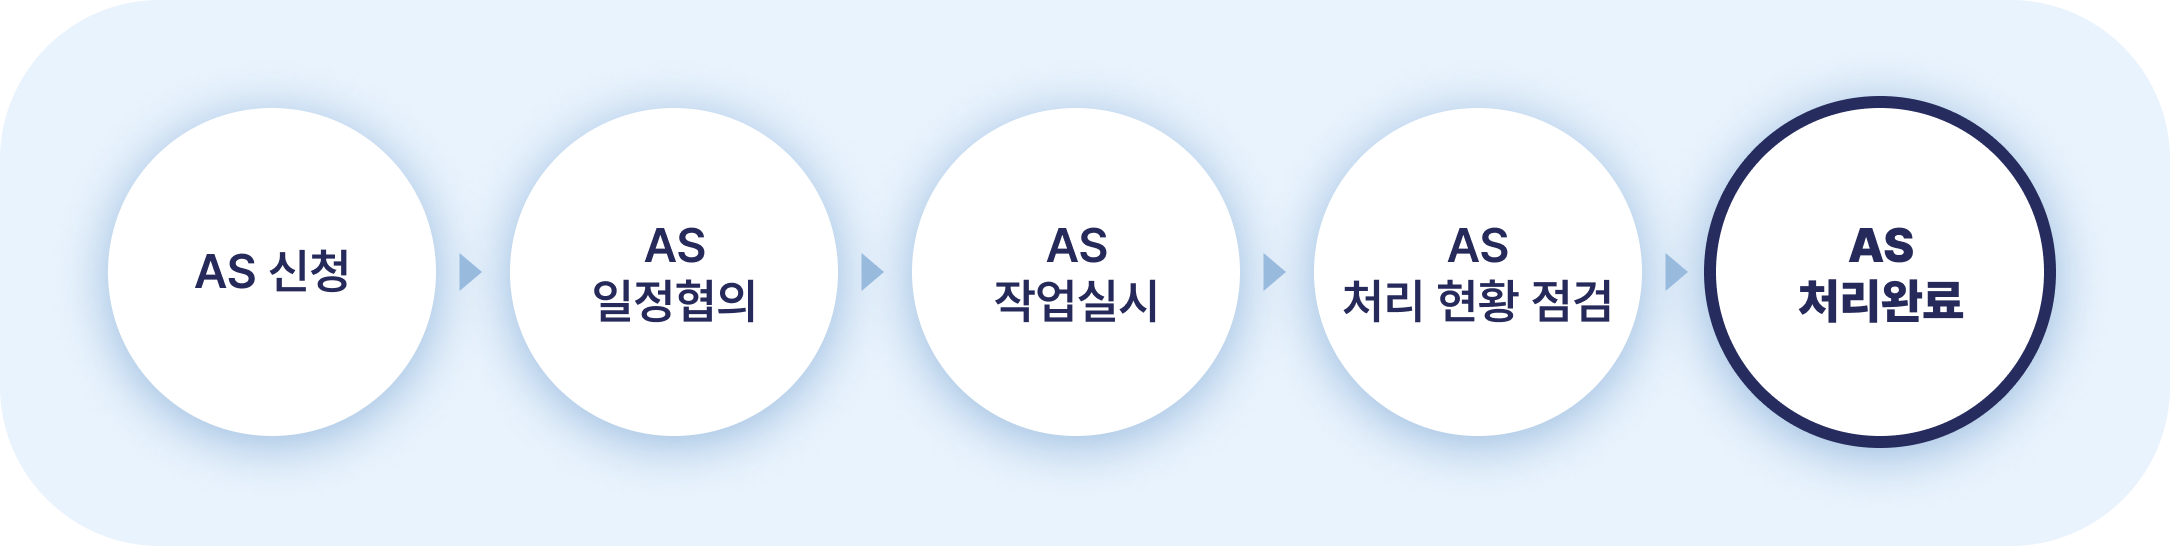 AS 신청
AS
일정협의
AS
작업실시
AS
처리 현황 점검
AS
처리완료